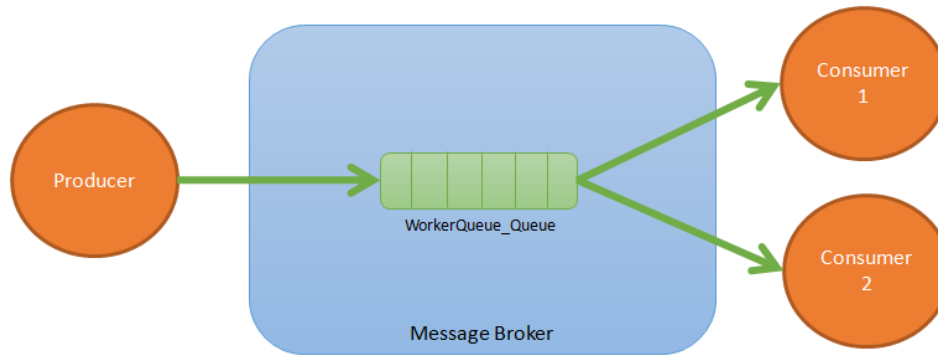 Producer
WorkerQueue_Queue
Message Broker
Consumer
1
Consumer
2